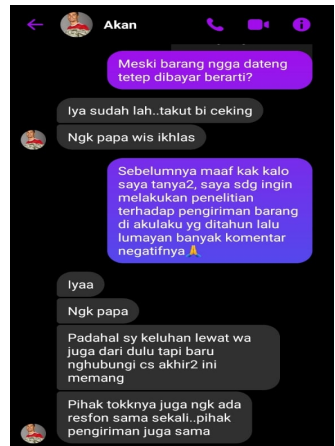 Akan
Meski barang ngga dateng
tetep dibayar berarti?
Iya sudah lah..takut bi ceking
Ngk papa wis ikhlas
Sebelumnya maaf kak kalo
saya tanya2, saya sdg ingin
melakukan penelitian
terhadap pengiriman barang
di akulaku yg ditahun lalu
lumayan banyak komentar
negatifnya🙏
Iyaa
Ngk papa
Padahal sy keluhan lewat wa
juga dari dulu tapi baru
nghubungi cs akhir2 ini
memang
Pihak tokknya juga ngk ada
resfon sama sekali..pihak
pengiriman juga sama